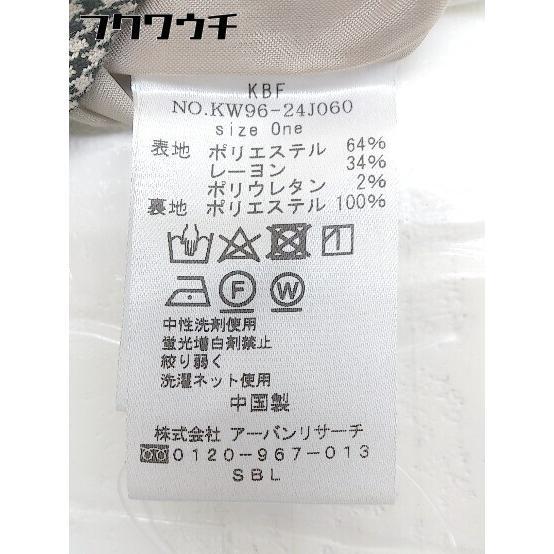 フクワウチ
KBF
NO.KW96-24J060
size One
表地 ポリエステル 64%
レーヨン 34%
ポリウレタン 2%
裏地 ポリエステル 100%
F W
中性洗剤使用
蛍光増白剤禁止
絞り弱く
洗濯ネット使用
中国製
株式会社 アーバンリサーチ
0120-967-013
SBL